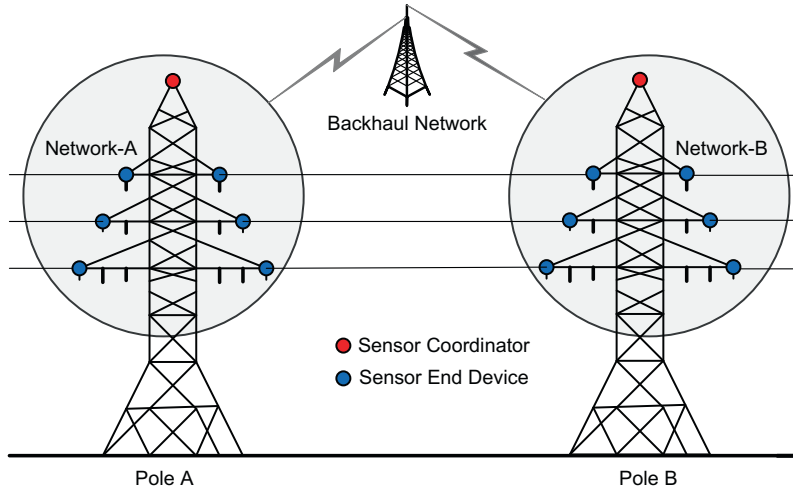 Backhaul Network
Network-A
Network-B
Sensor Coordinator
Sensor End Device
Pole A
Pole B